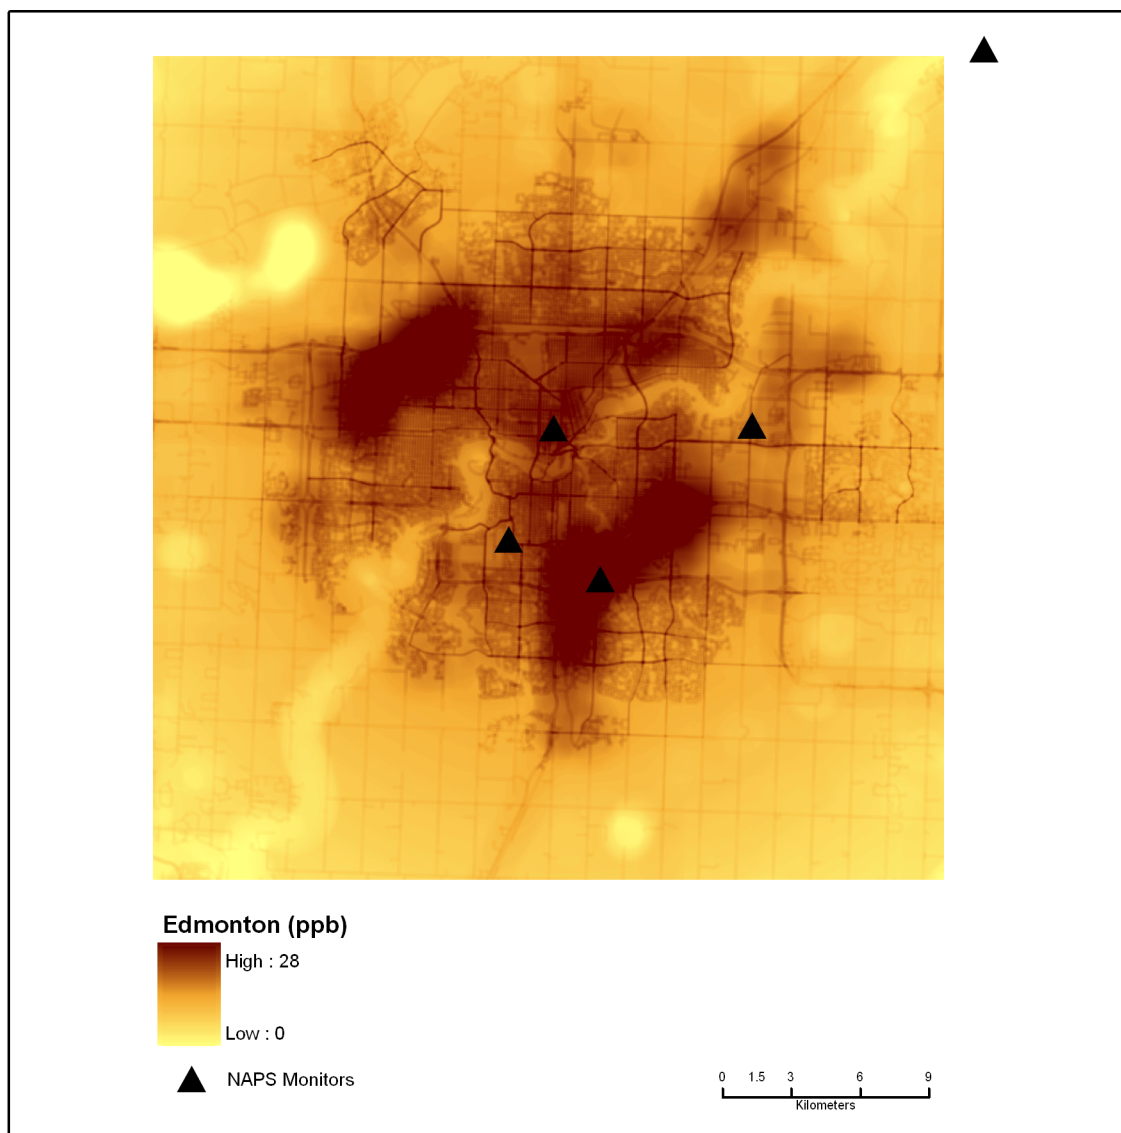 Edmonton (ppb)
High : 28
Low : 0
NAPS Monitors
0 1.5 3 6 9
Kilometers